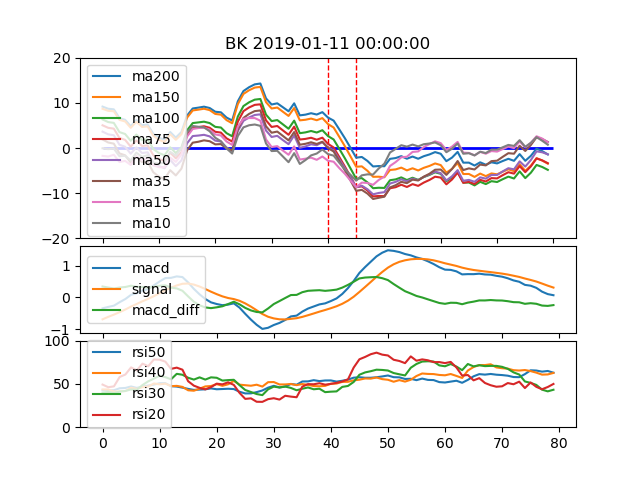 BK 2019-01-11 00:00:00
20
10
0
−10
−20
ma200
ma150
ma100
ma75
ma50
ma35
ma15
ma10
1
0
−1
macd
signal
macd_diff
100
50
0
rsi50
rsi40
rsi30
rsi20
0 10 20 30 40 50 60 70 80